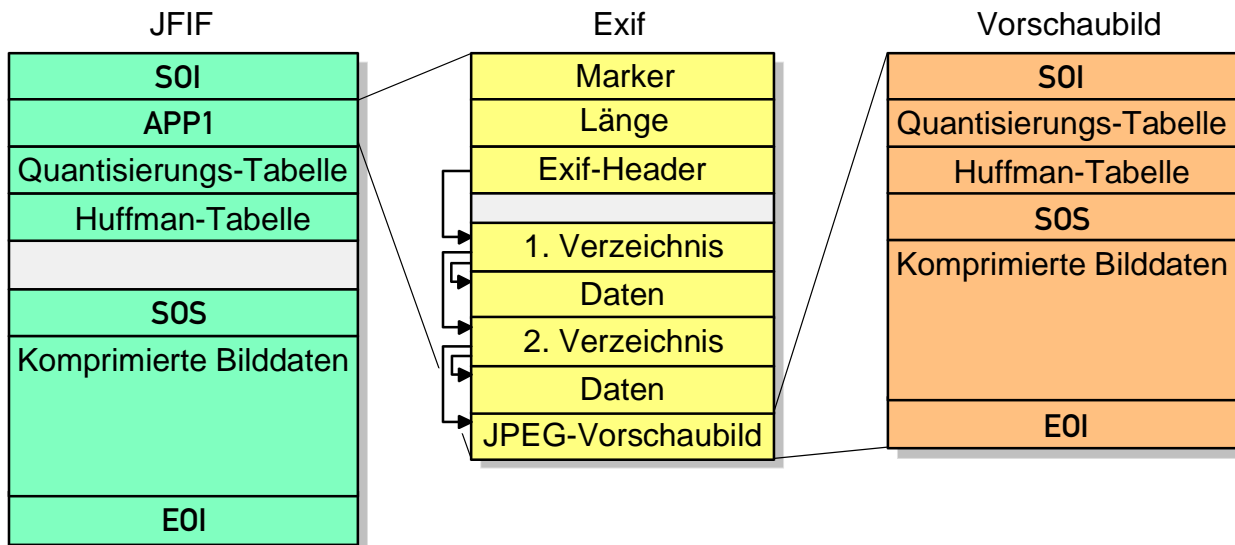 JFIF
SOI
APP1
Quantisierungs-Tabelle
Huffman-Tabelle
SOS
Komprimierte Bilddaten
EOI
Exif
Marker
Länge
Exif-Header
1. Verzeichnis
Daten
2. Verzeichnis
Daten
JPEG-Vorschaubild
Vorschaubild
SOI
Quantisierungs-Tabelle
Huffman-Tabelle
SOS
Komprimierte Bilddaten
EOI